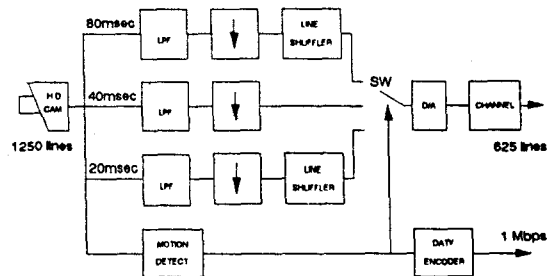 80msec
LPF
LINE
SHUFFLER
HD
CAM
1250 lines
40msec
LPF
SW
D/A
CHANNEL
625 lines
20msec
LPF
LINE
SHUFFLER
MOTION
DETECT
DATV
ENCODER
1 Mbps